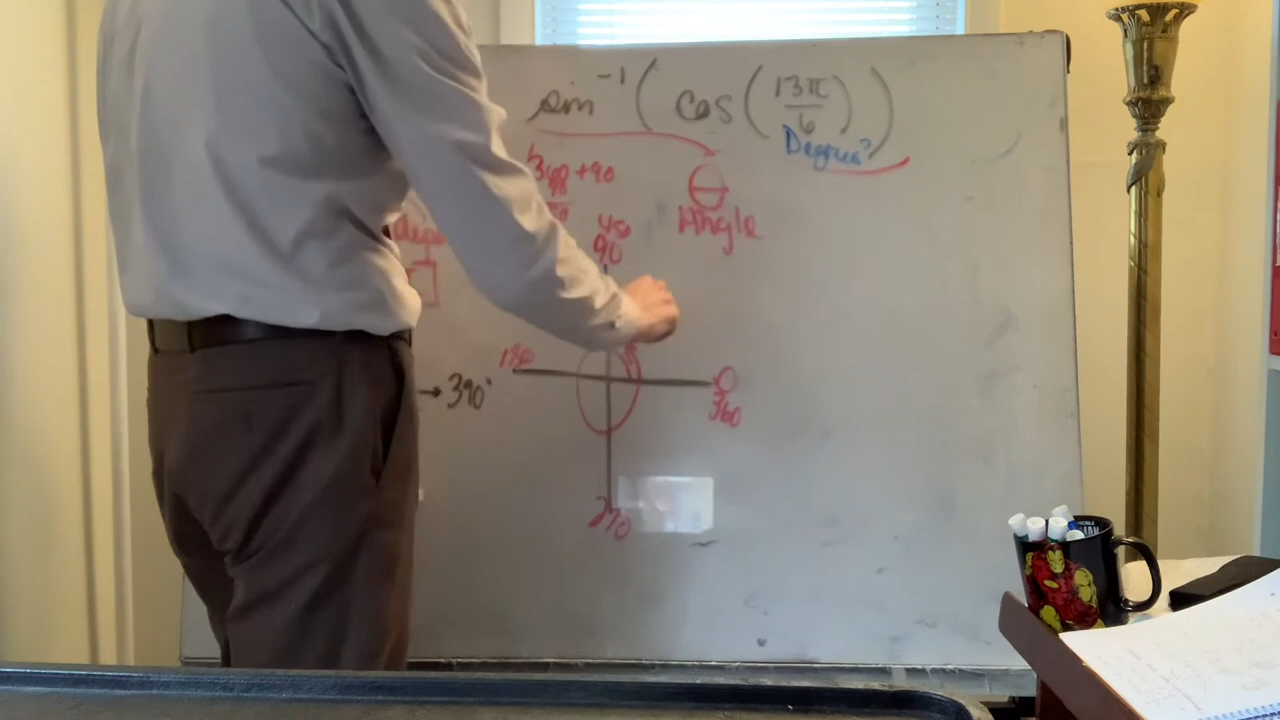 sin⁻¹ ( cos ( 13π/6 ) )
Degrees?
360 +90
Angle
450
90
180
0
360
→ 390°
270